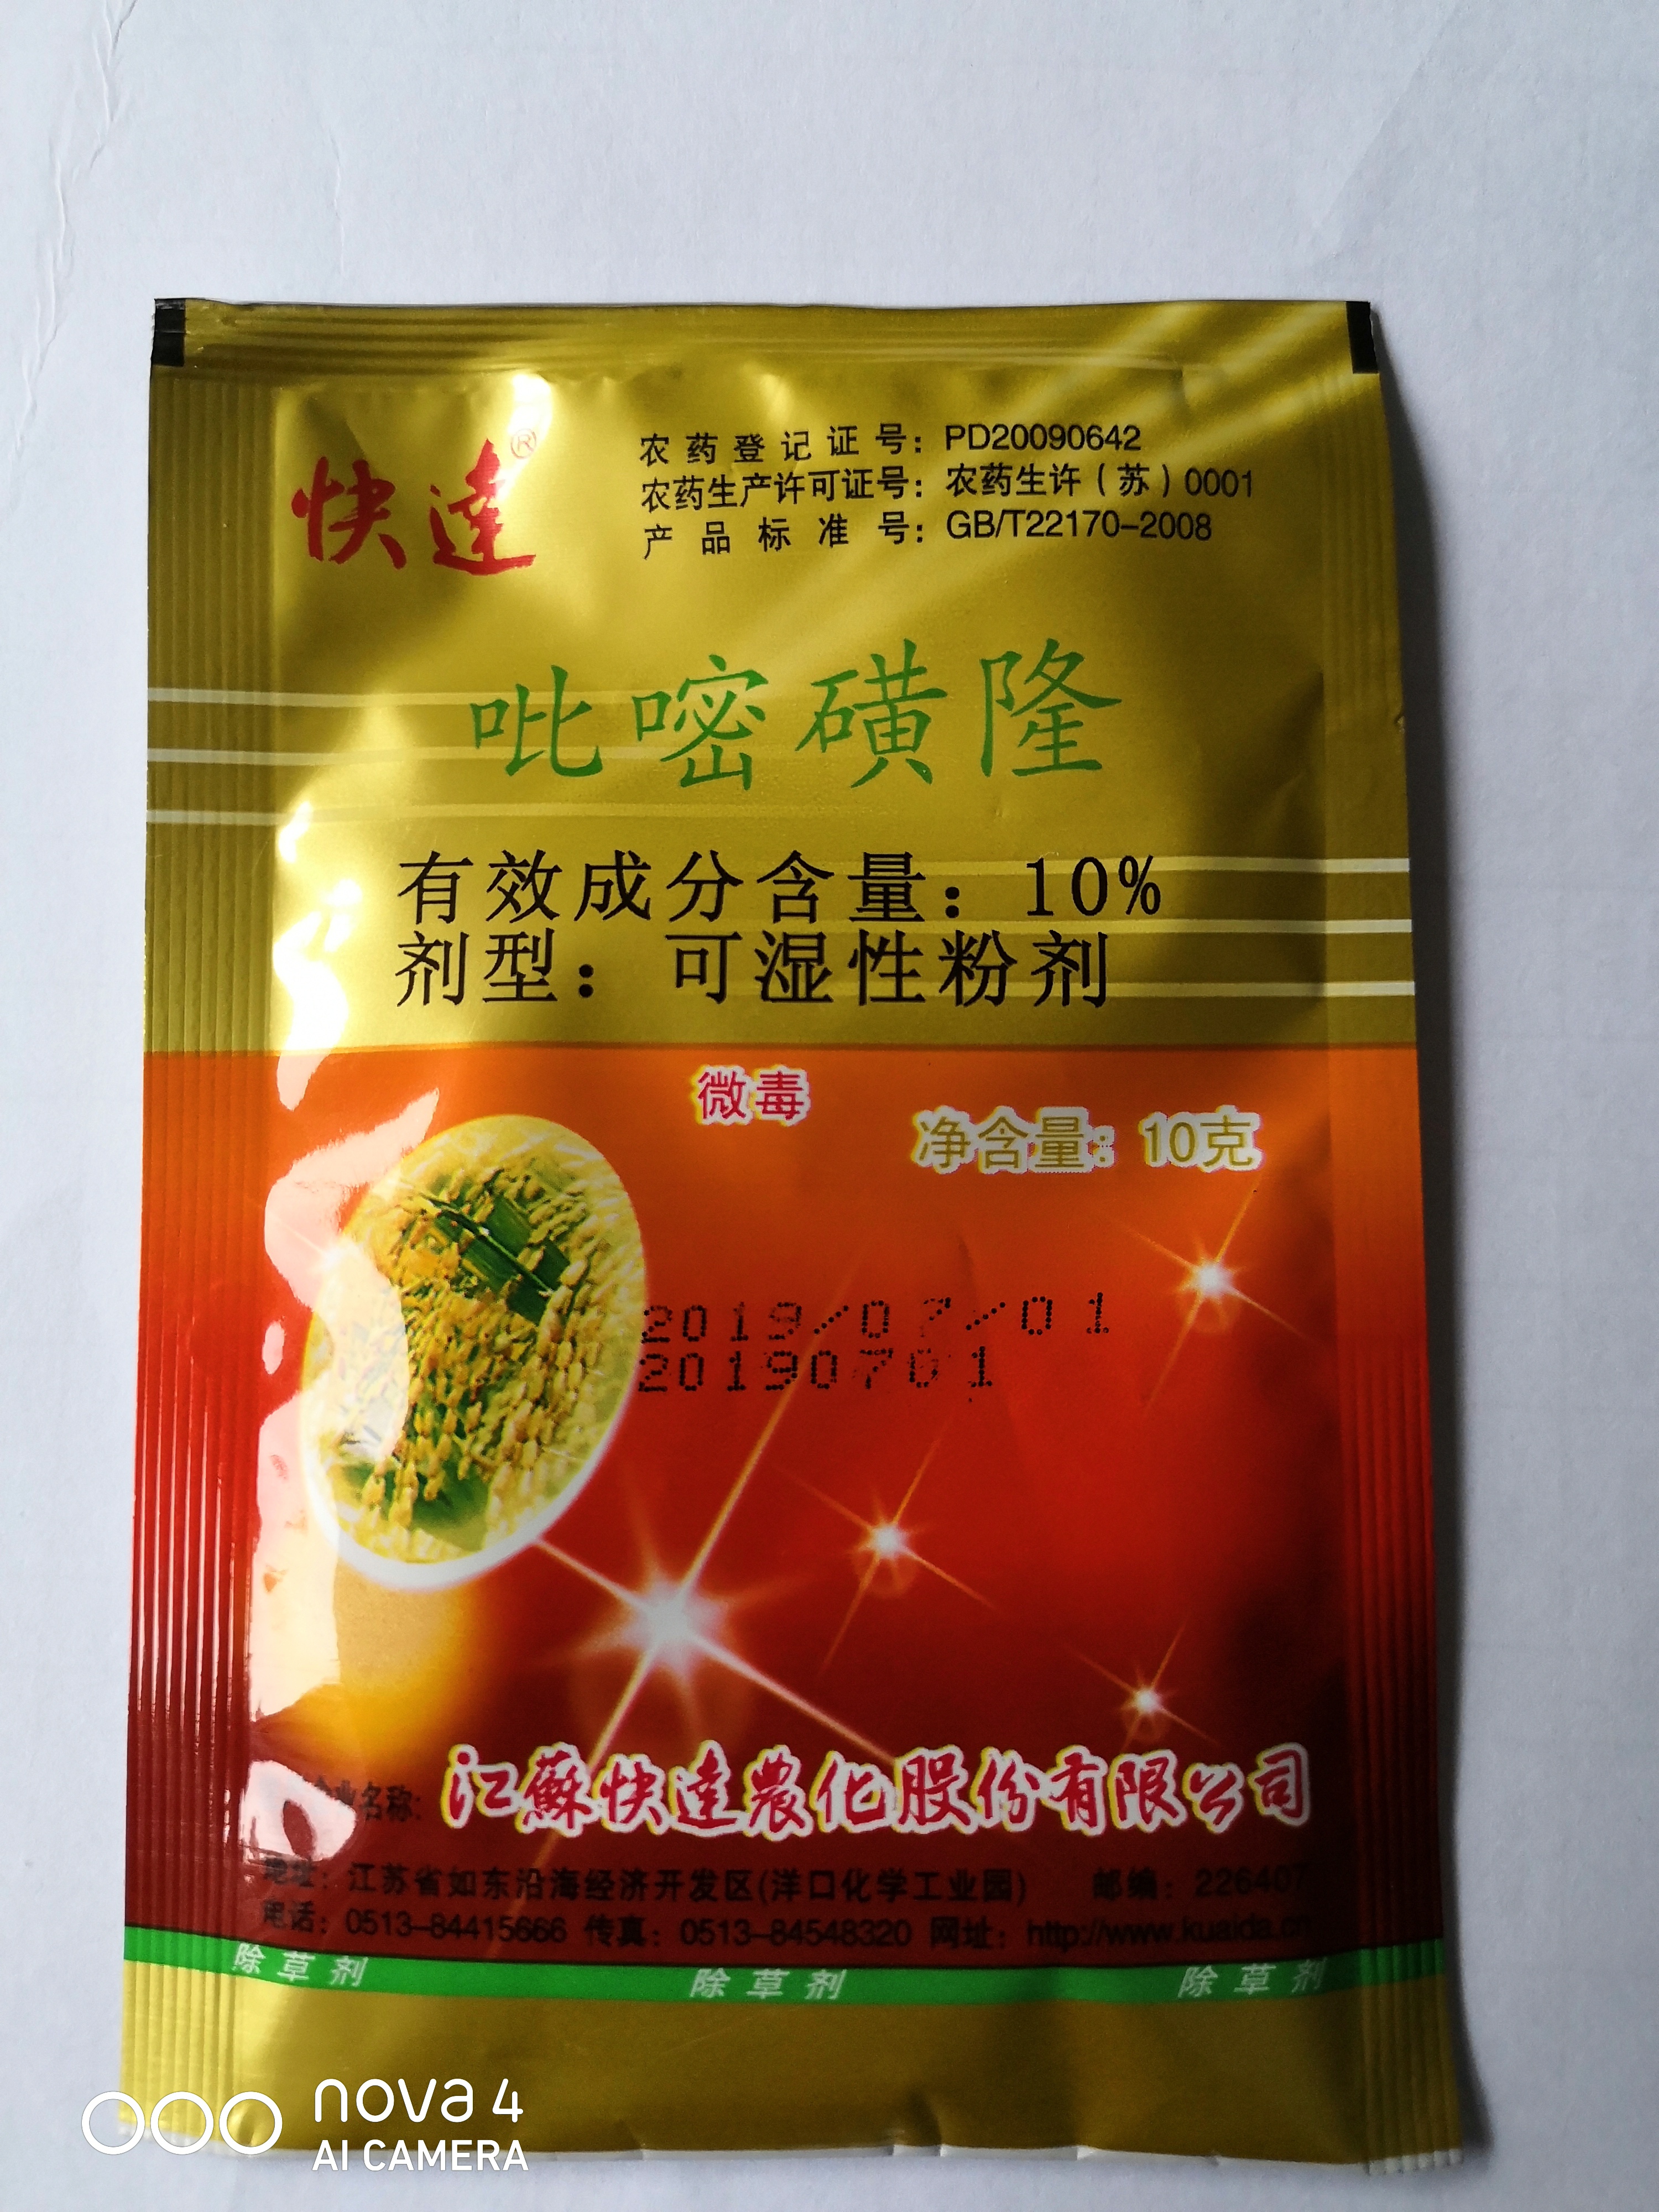 快達®
农药登记证号：PD20090642
农药生产许可证号：农药生许（苏）0001
产品标准号：GB/T22170-2008
吡嘧磺隆
有效成分含量：10%
剂型：可湿性粉剂
微毒
净含量：10克
2019/07/01
20190701
业名称：江蘇快達農化股份有限公司
地址：江苏省如东沿海经济开发区(洋口化学工业园) 邮编：226407
电话：0513-84415666 传真：0513-84548320 网址：http://www.kuaida.cn
除草剂 除草剂 除草剂
nova 4
AI CAMERA